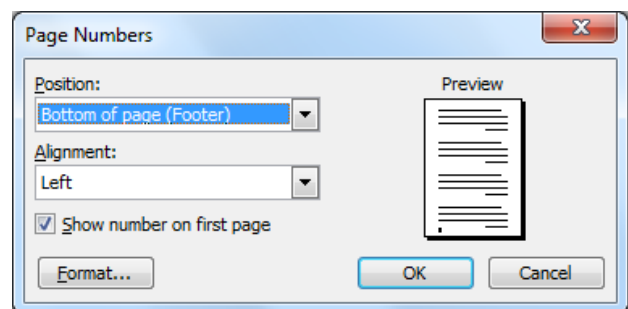 Page Numbers
Position:
Preview
Bottom of page (Footer)
Alignment:
Left
Show number on first page
Format...
OK
Cancel